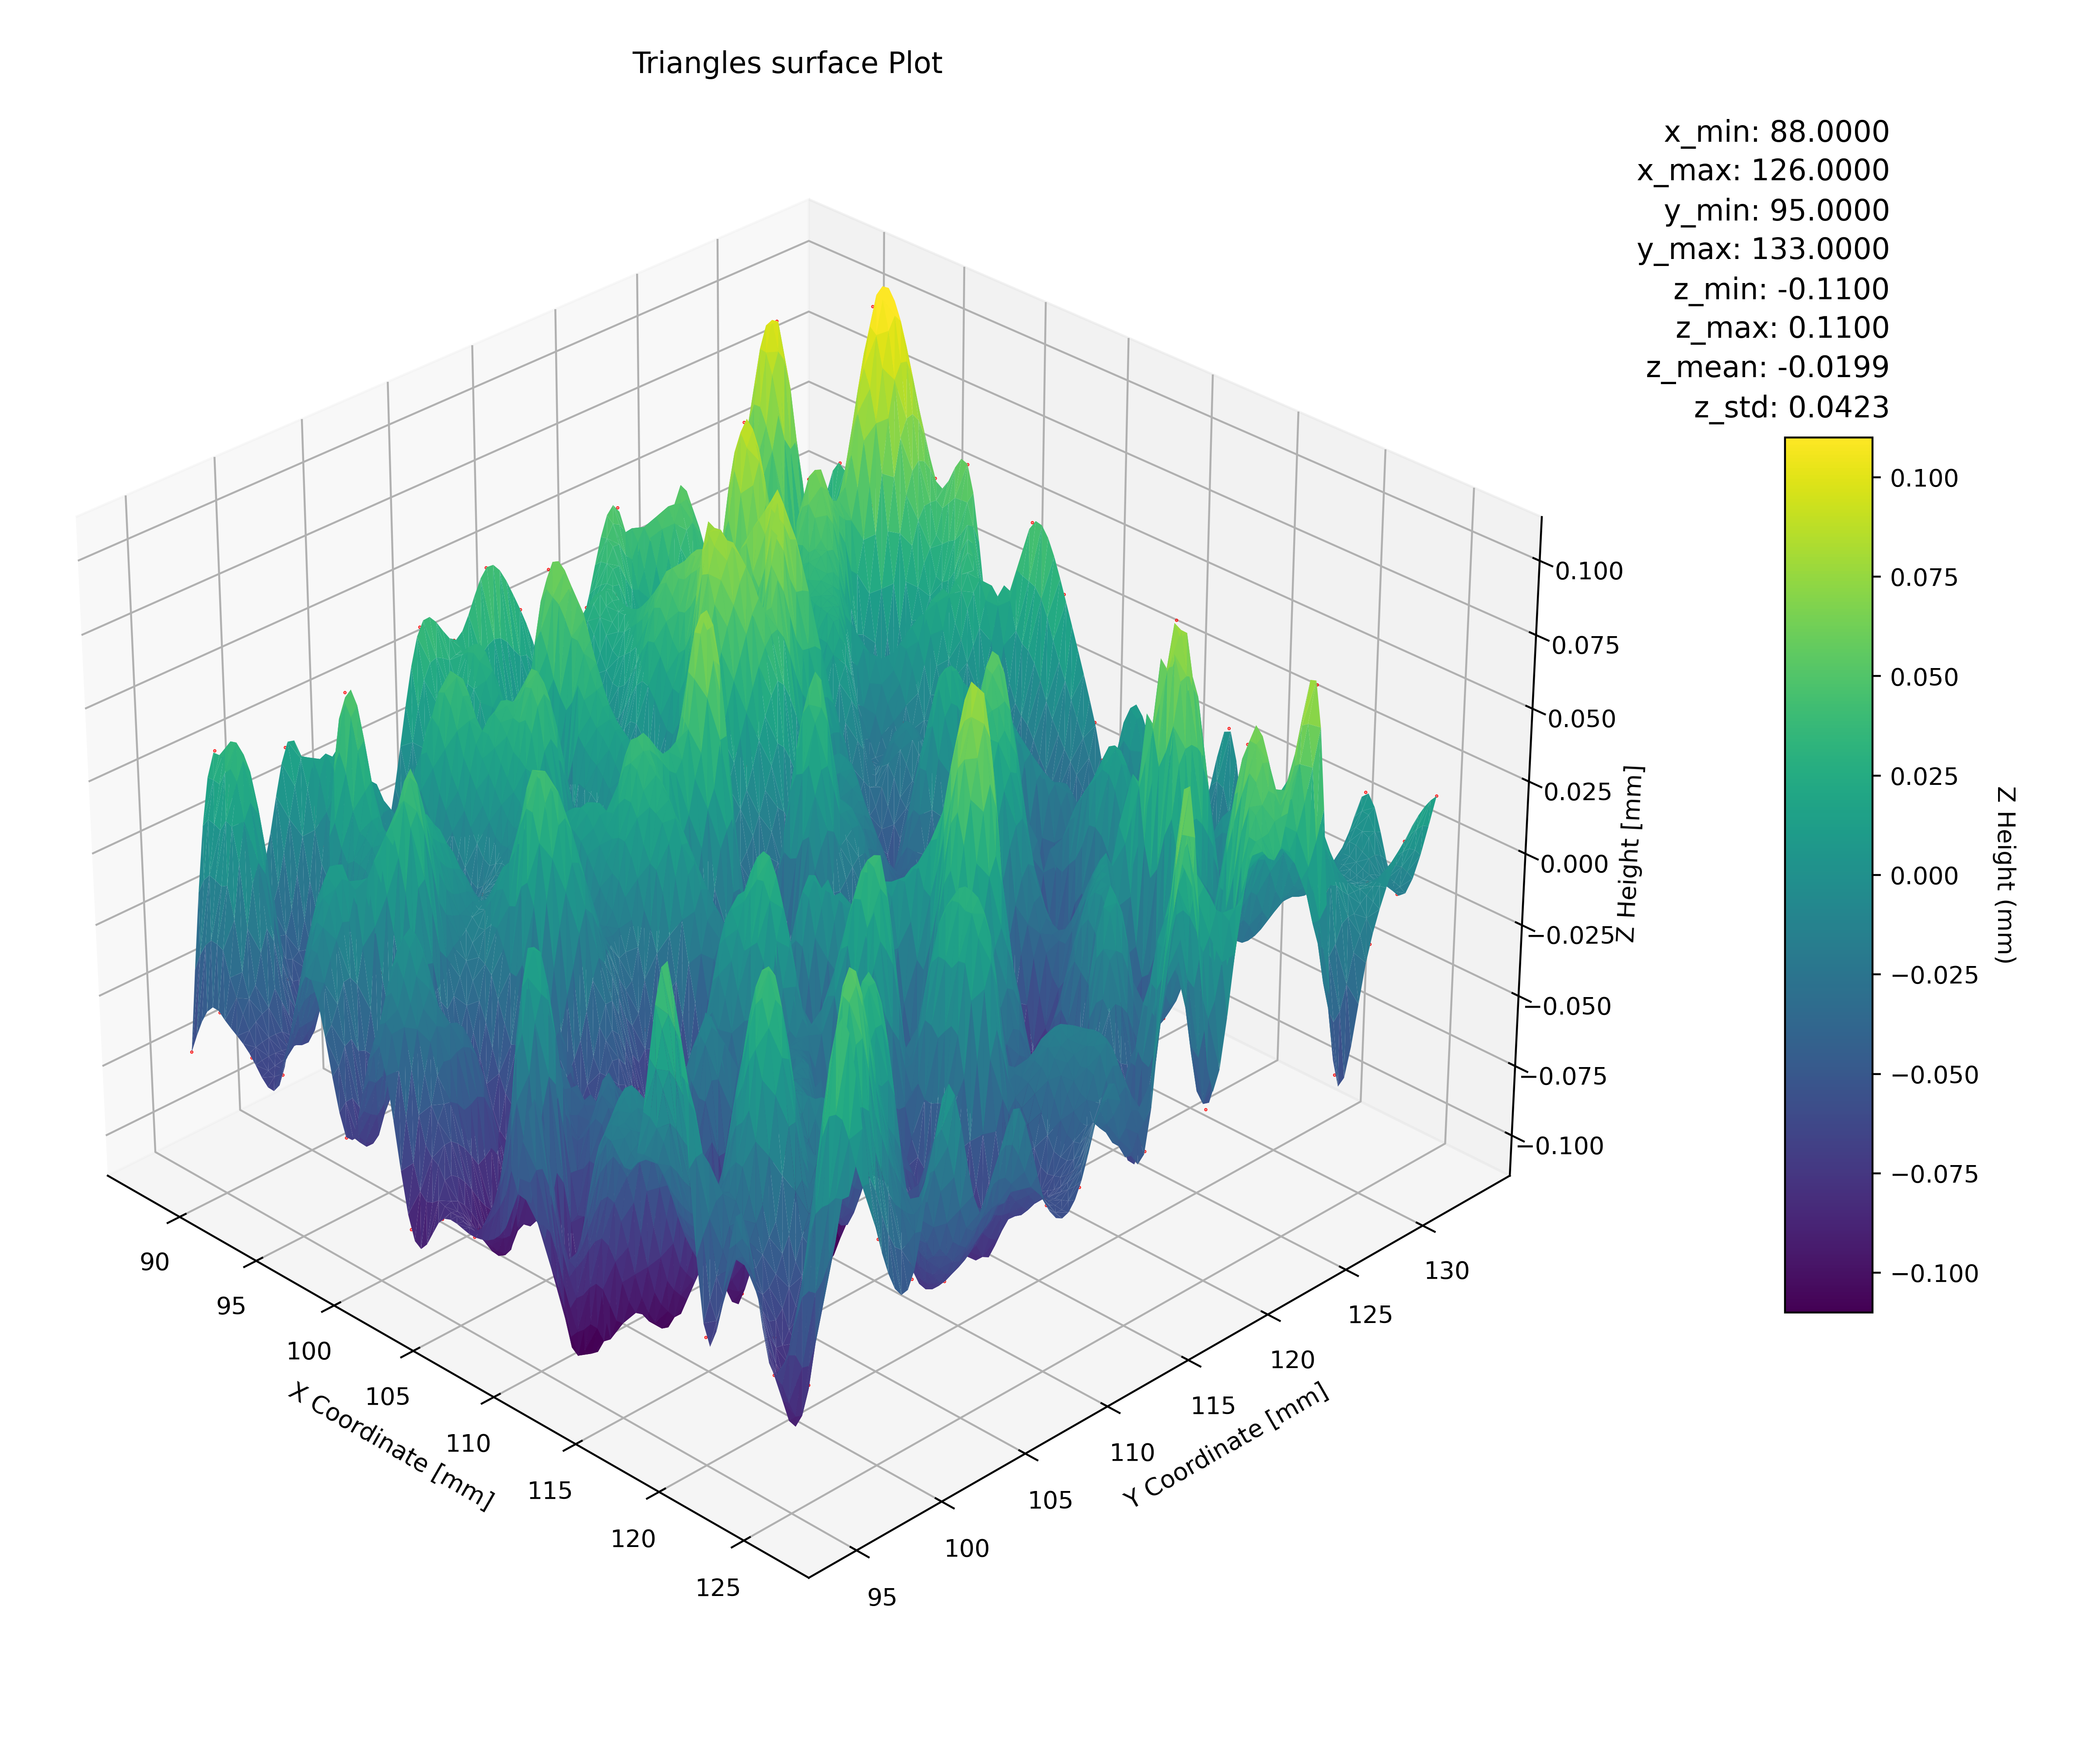 Triangles surface Plot
x_min: 88.0000
x_max: 126.0000
y_min: 95.0000
y_max: 133.0000
z_min: -0.1100
z_max: 0.1100
z_mean: -0.0199
z_std: 0.0423
0.100
0.075
0.050
0.025
0.000
−0.025
−0.050
−0.075
−0.100
Z Height [mm]
0.100
0.075
0.050
0.025
0.000
−0.025
−0.050
−0.075
−0.100
Z Height (mm)
90
95
100
105
110
115
120
125
X Coordinate [mm]
95
100
105
110
115
120
125
130
Y Coordinate [mm]